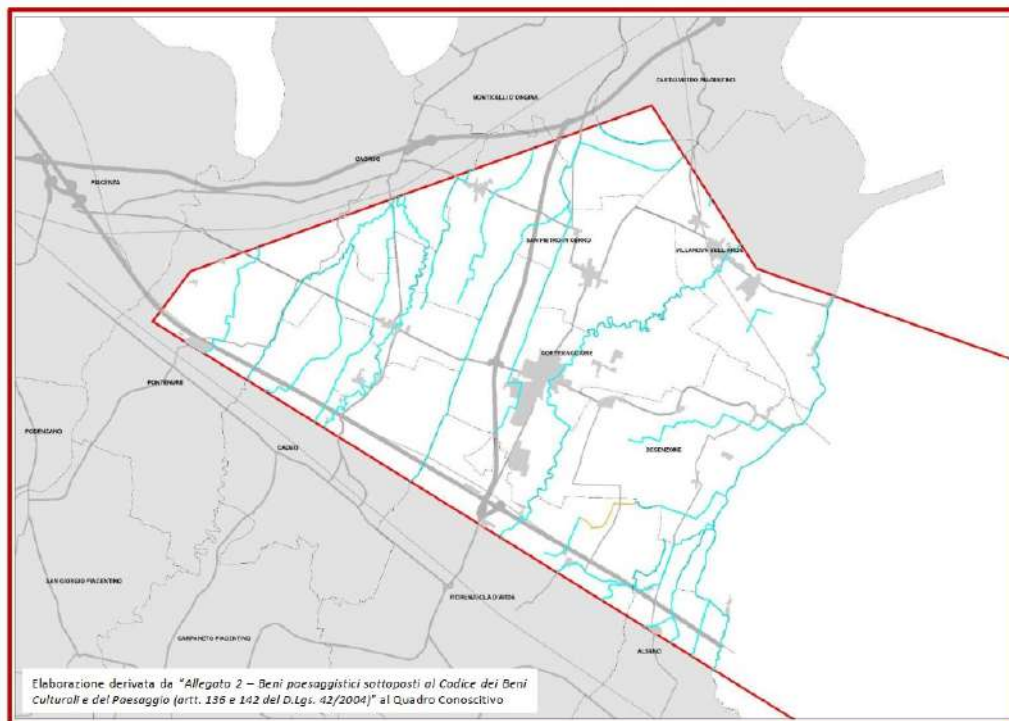 CASTELVETRO PIACENTINO
MONTICELLI D'ONGINA
CAORSO
PIACENZA
SAN PIETRO IN CERRO
VILLANOVA SULL'ARDA
CORTEMAGGIORE
PONTENURE
PODENZANO
CADEO
BESENZONE
SAN GIORGIO PIACENTINO
FIORENZUOLA D'ARDA
CARPANETO PIACENTINO
ALSENO
Elaborazione derivata da "Allegato 2 – Beni paesaggistici sottoposti al Codice dei Beni
Culturali e del Paesaggio (artt. 136 e 142 del D.Lgs. 42/2004)" al Quadro Conoscitivo